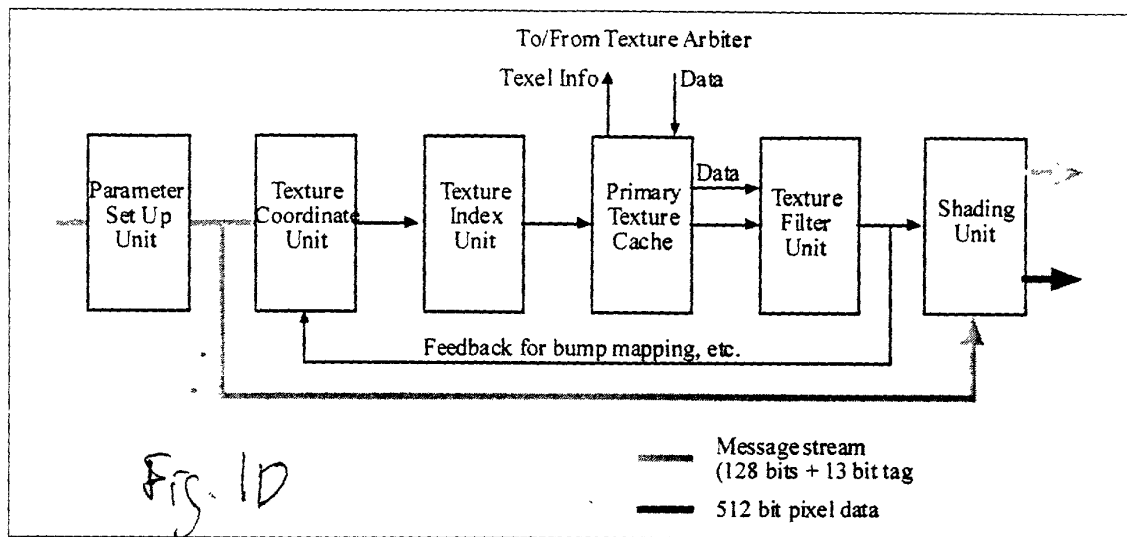 To/From Texture Arbiter
Texel Info
Data
Parameter
Set Up
Unit
Texture
Coordinate
Unit
Texture
Index
Unit
Primary
Texture
Cache
Data
Texture
Filter
Unit
Shading
Unit
Feedback for bump mapping, etc.
Message stream
(128 bits + 13 bit tag
512 bit pixel data
Fig. 1D